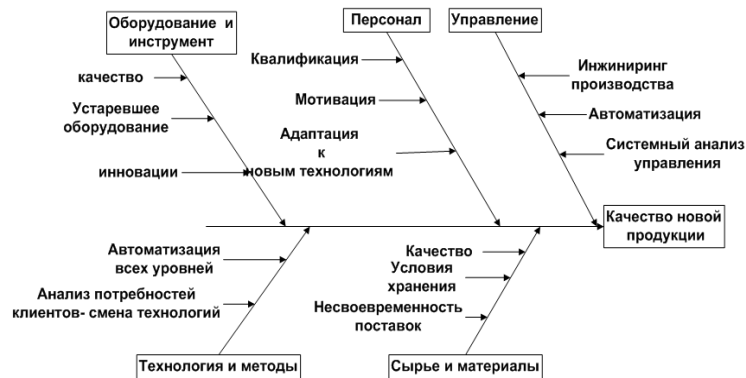 Оборудование и
инструмент
Персонал
Управление
качество
Устаревшее
оборудование
инновации
Квалификация
Мотивация
Адаптация
к
новым технологиям
Инжиниринг
производства
Автоматизация
Системный анализ
управления
Качество новой
продукции
Автоматизация
всех уровней
Анализ потребностей
клиентов- смена технологий
Качество
Условия
хранения
Несвоевременность
поставок
Технология и методы
Сырье и материалы